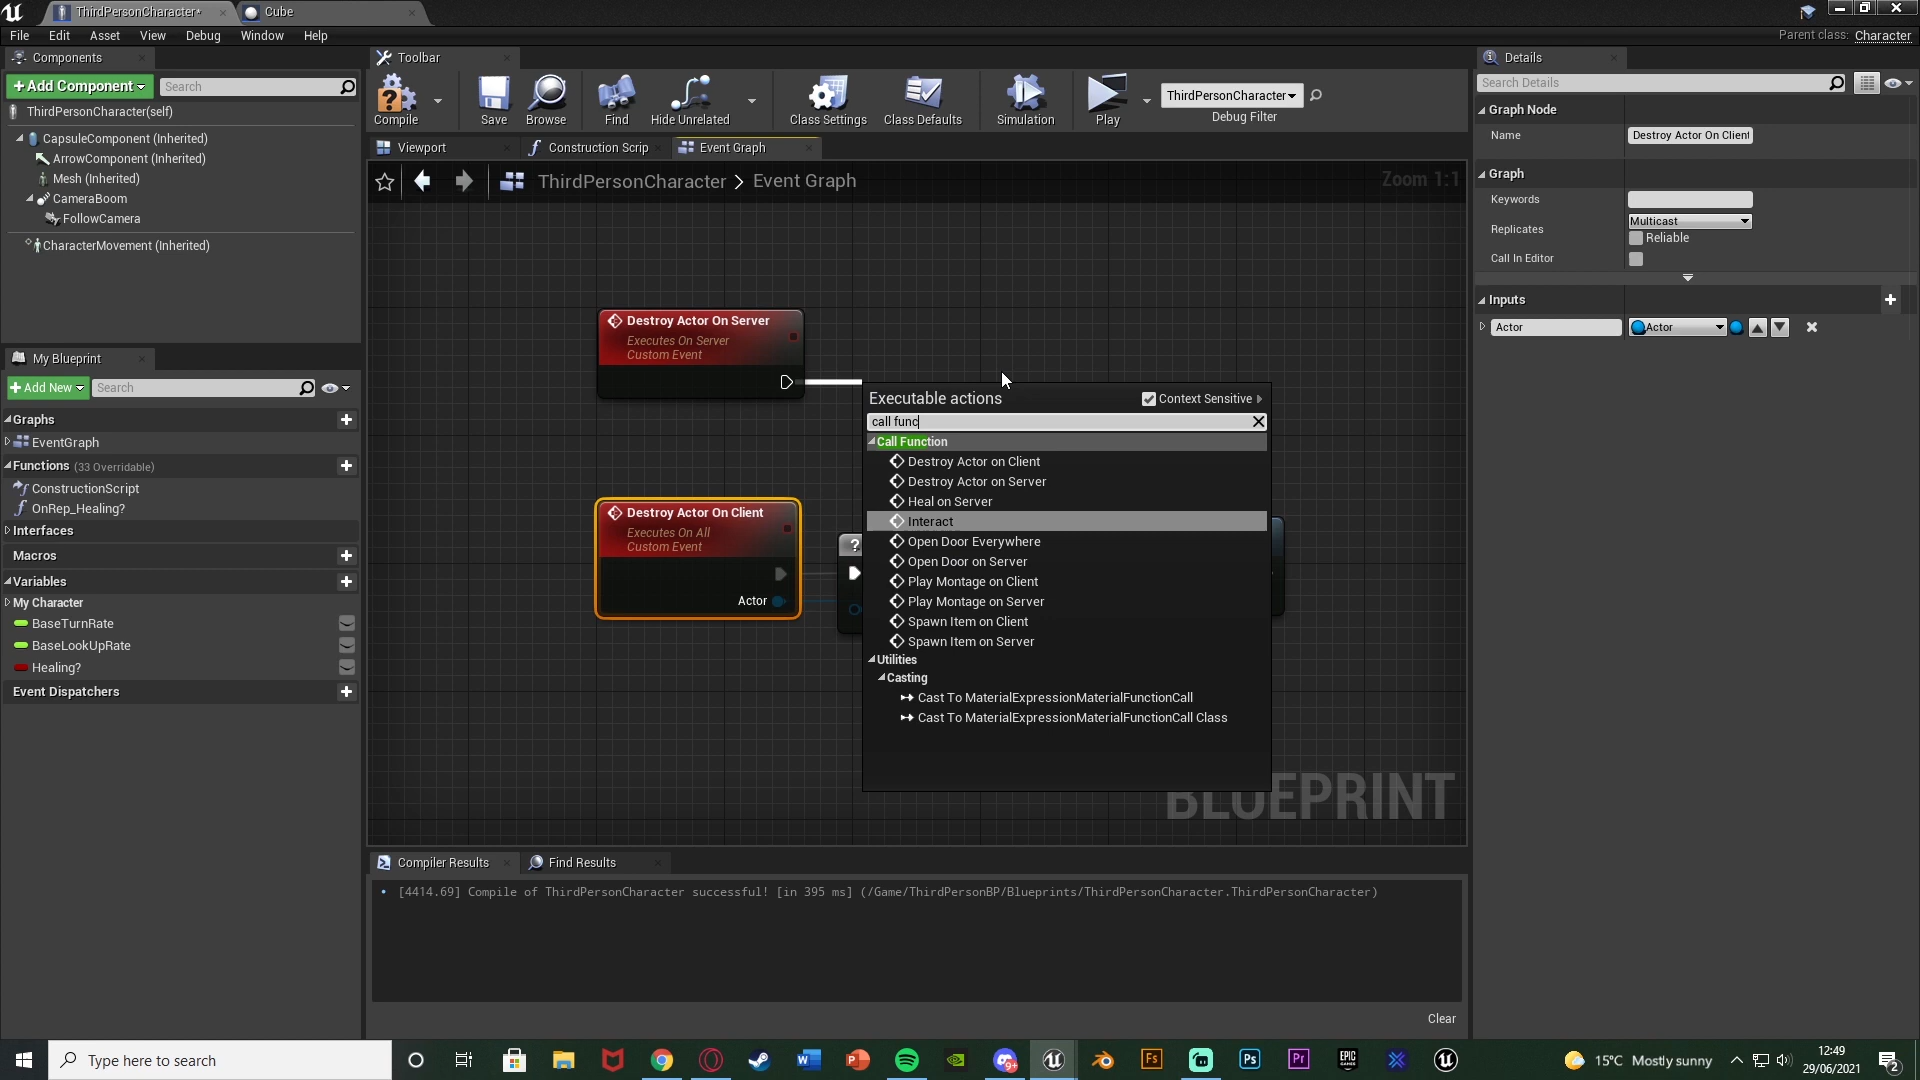 ThirdPersonCharacter*
Cube
File Edit Asset View Debug Window Help
Parent class: Character
Components
+Add Component
Search
ThirdPersonCharacter(self)
CapsuleComponent (Inherited)
ArrowComponent (Inherited)
Mesh (Inherited)
CameraBoom
FollowCamera
CharacterMovement (Inherited)
My Blueprint
+Add New
Search
Graphs
EventGraph
Functions (33 Overridable)
ConstructionScript
OnRep_Healing?
Interfaces
Macros
Variables
My Character
BaseTurnRate
BaseLookUpRate
Healing?
Event Dispatchers
Toolbar
Compile
Save
Browse
Find
Hide Unrelated
Class Settings
Class Defaults
Simulation
Play
ThirdPersonCharacter
Debug Filter
Viewport
Construction Scrip
Event Graph
ThirdPersonCharacter > Event Graph
Zoom 1:1
Destroy Actor On Server
Executes On Server
Custom Event
Destroy Actor On Client
Executes On All
Custom Event
Actor
?
Executable actions
Context Sensitive
call func
Call Function
Destroy Actor on Client
Destroy Actor on Server
Heal on Server
Interact
Open Door Everywhere
Open Door on Server
Play Montage on Client
Play Montage on Server
Spawn Item on Client
Spawn Item on Server
Utilities
Casting
Cast To MaterialExpressionMaterialFunctionCall
Cast To MaterialExpressionMaterialFunctionCall Class
BLUEPRINT
Compiler Results
Find Results
[4414.69] Compile of ThirdPersonCharacter successful! [in 395 ms] (/Game/ThirdPersonBP/Blueprints/ThirdPersonCharacter.ThirdPersonCharacter)
Clear
Details
Search Details
Graph Node
Name
Destroy Actor On Client
Graph
Keywords
Replicates
Multicast
Reliable
Call In Editor
Inputs
Actor
Actor
Type here to search
9+
Fs
Ps
Pr
EPIC GAMES
15°C Mostly sunny
12:49
29/06/2021
2